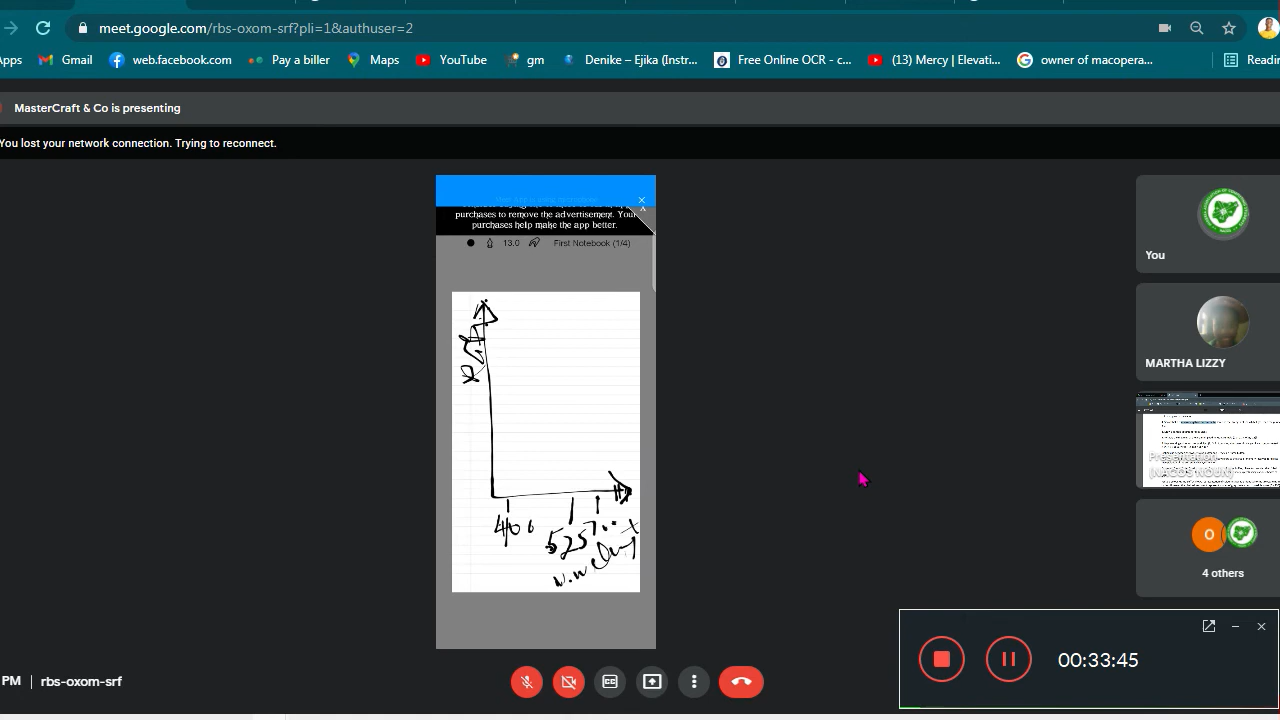 meet.google.com/rbs-oxom-srf?pli=1&authuser=2
Apps Gmail web.facebook.com Pay a biller Maps YouTube gm Denike – Ejika (Instr... Free Online OCR - c... (13) Mercy | Elevati... owner of macopera... Readin
MasterCraft & Co is presenting
You lost your network connection. Trying to reconnect.
purchases to remove the advertisement. Your
purchases help make the app better.
13.0 First Notebook (1/4)
400
525
700
You
MARTHA LIZZY
Presentation
(NACOS NOUN)
O
4 others
00:33:45
PM rbs-oxom-srf